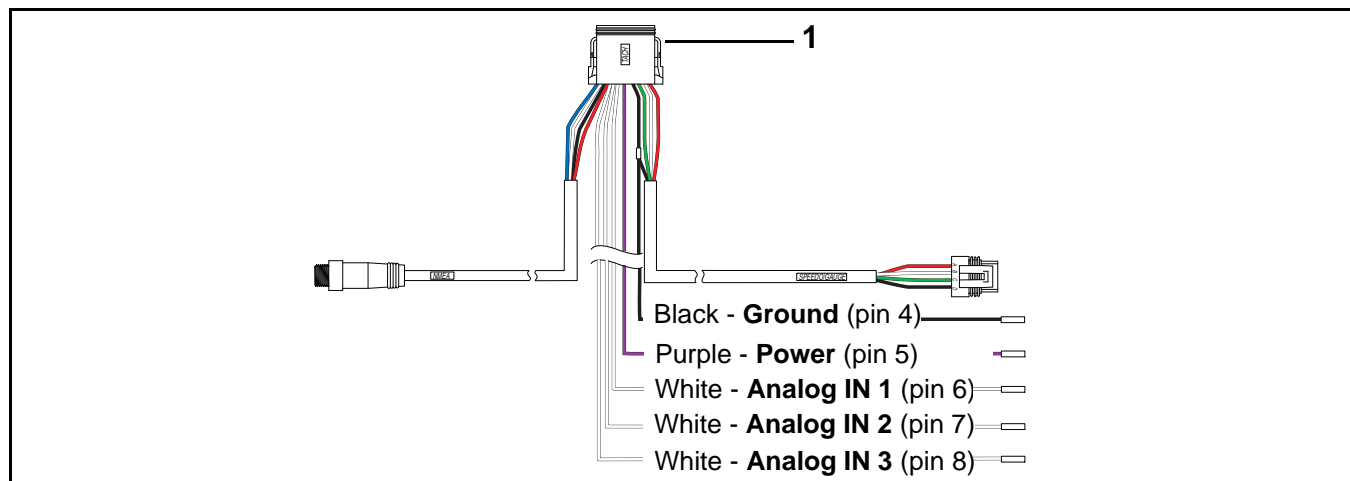 1
TACH
NMEA
SPEEDO/GAUGE
A B C D
Black - Ground (pin 4)
Purple - Power (pin 5)
White - Analog IN 1 (pin 6)
White - Analog IN 2 (pin 7)
White - Analog IN 3 (pin 8)